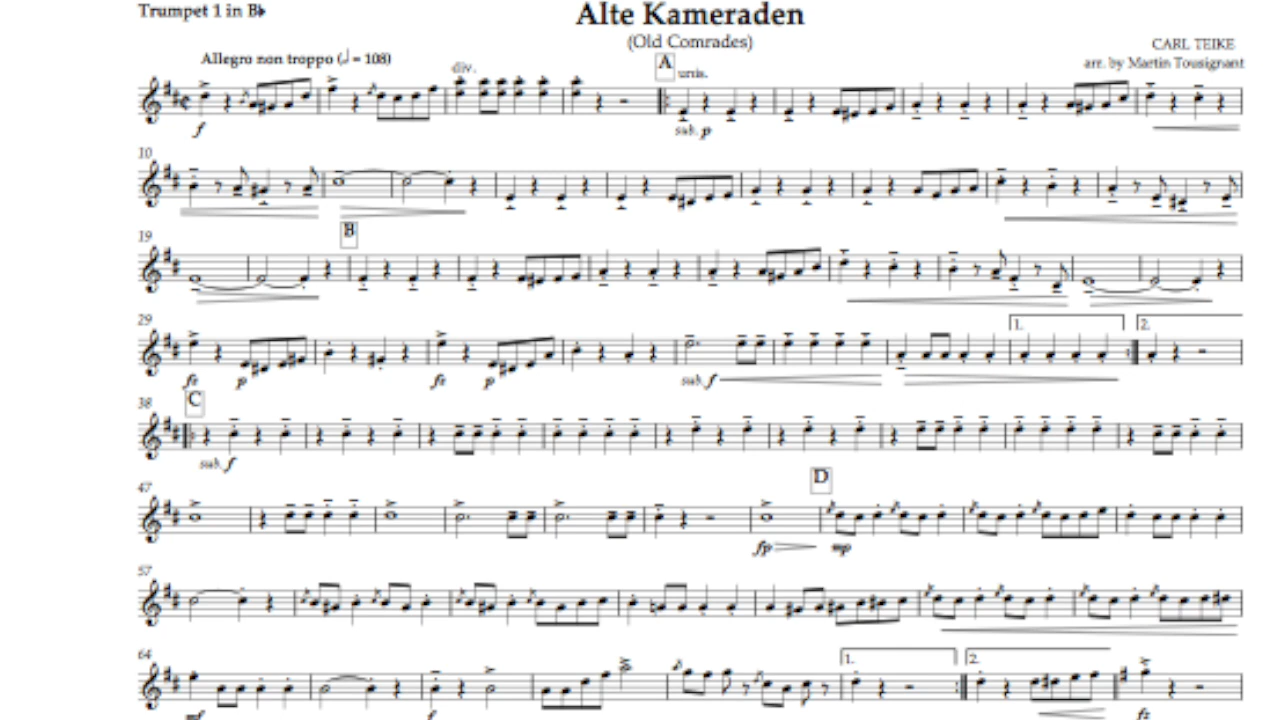 Trumpet 1 in B♭
Alte Kameraden
(Old Comrades)
CARL TEIKE
arr. by Martin Tousignant
Allegro non troppo (𝅗𝅥 = 108)
div.
A
unis.
f
sub. p
10
19
B
29
1.
2.
fz p fz p sub. f
38
C
sub. f
47
D
fp mp
57
64
1.
2.
mf f fz